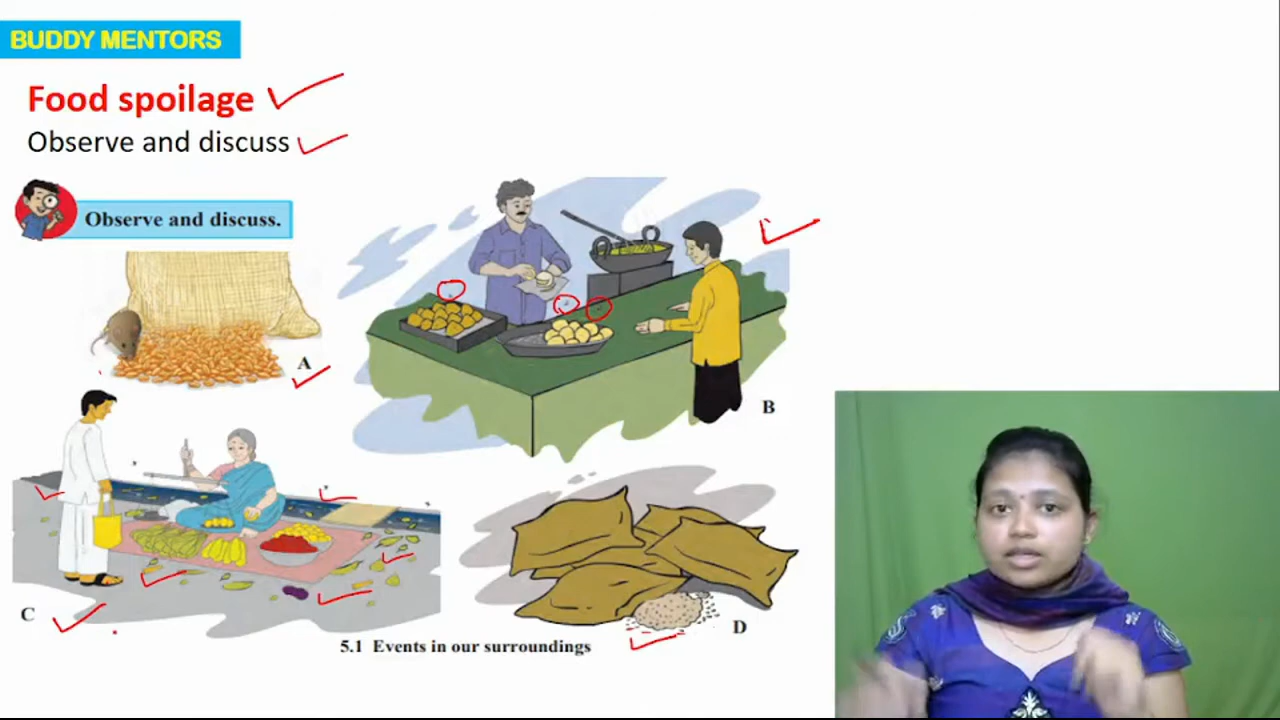 BUDDY MENTORS
Food spoilage
Observe and discuss
Observe and discuss.
A
B
C
D
5.1 Events in our surroundings